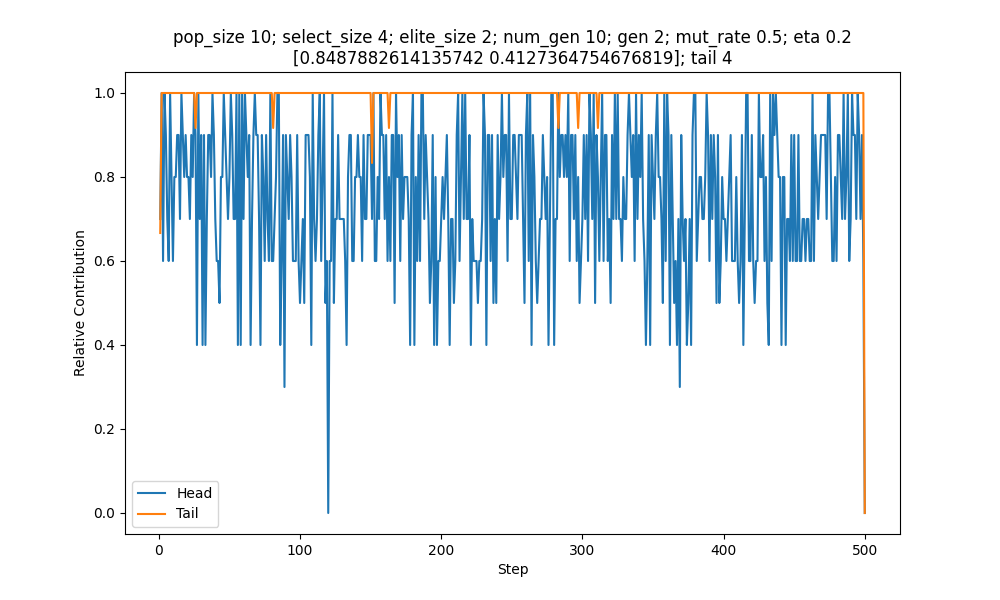 pop_size 10; select_size 4; elite_size 2; num_gen 10; gen 2; mut_rate 0.5; eta 0.2
[0.8487882614135742 0.4127364754676819]; tail 4
1.0
0.8
0.6
0.4
0.2
0.0
Relative Contribution
Head
Tail
0
100
200
300
400
500
Step